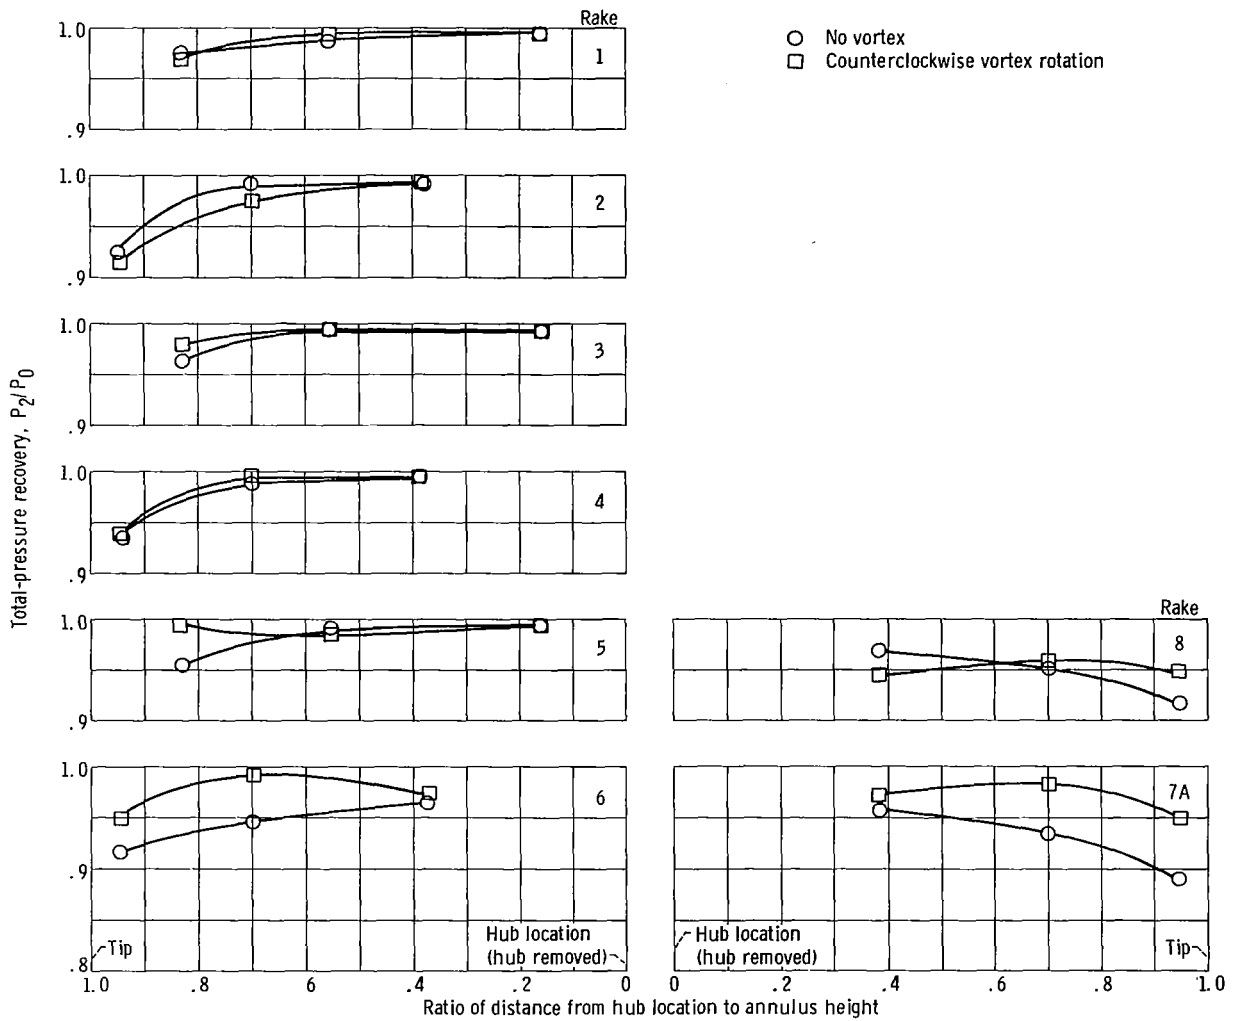 Rake
1.0
1
.9
No vortex
Counterclockwise vortex rotation
1.0
2
.9
1.0
3
.9
Total-pressure recovery, P2/P0
1.0
4
.9
1.0
5
Rake
8
.9
.9
1.0
6
7A
.9
.9
Tip
Hub location
(hub removed)
Hub location
(hub removed)
Tip
.8
1.0 .8 6 .4 .2 0
0 .2 .4 .6 .8 1.0
Ratio of distance from hub location to annulus height